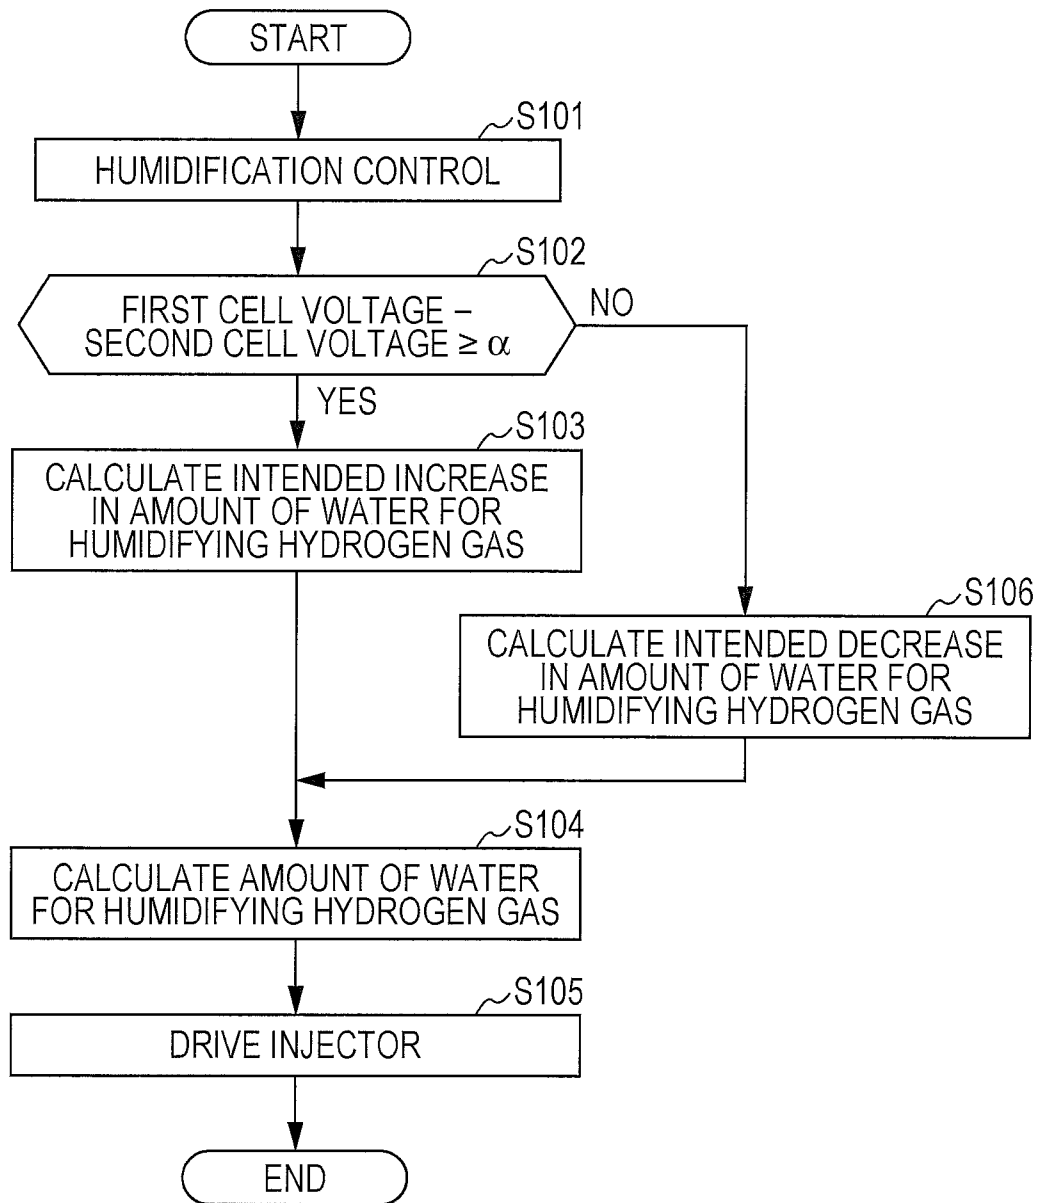 START
S101
HUMIDIFICATION CONTROL
S102
FIRST CELL VOLTAGE –
SECOND CELL VOLTAGE ≥ α
NO
YES
S103
CALCULATE INTENDED INCREASE
IN AMOUNT OF WATER FOR
HUMIDIFYING HYDROGEN GAS
S106
CALCULATE INTENDED DECREASE
IN AMOUNT OF WATER FOR
HUMIDIFYING HYDROGEN GAS
S104
CALCULATE AMOUNT OF WATER
FOR HUMIDIFYING HYDROGEN GAS
S105
DRIVE INJECTOR
END